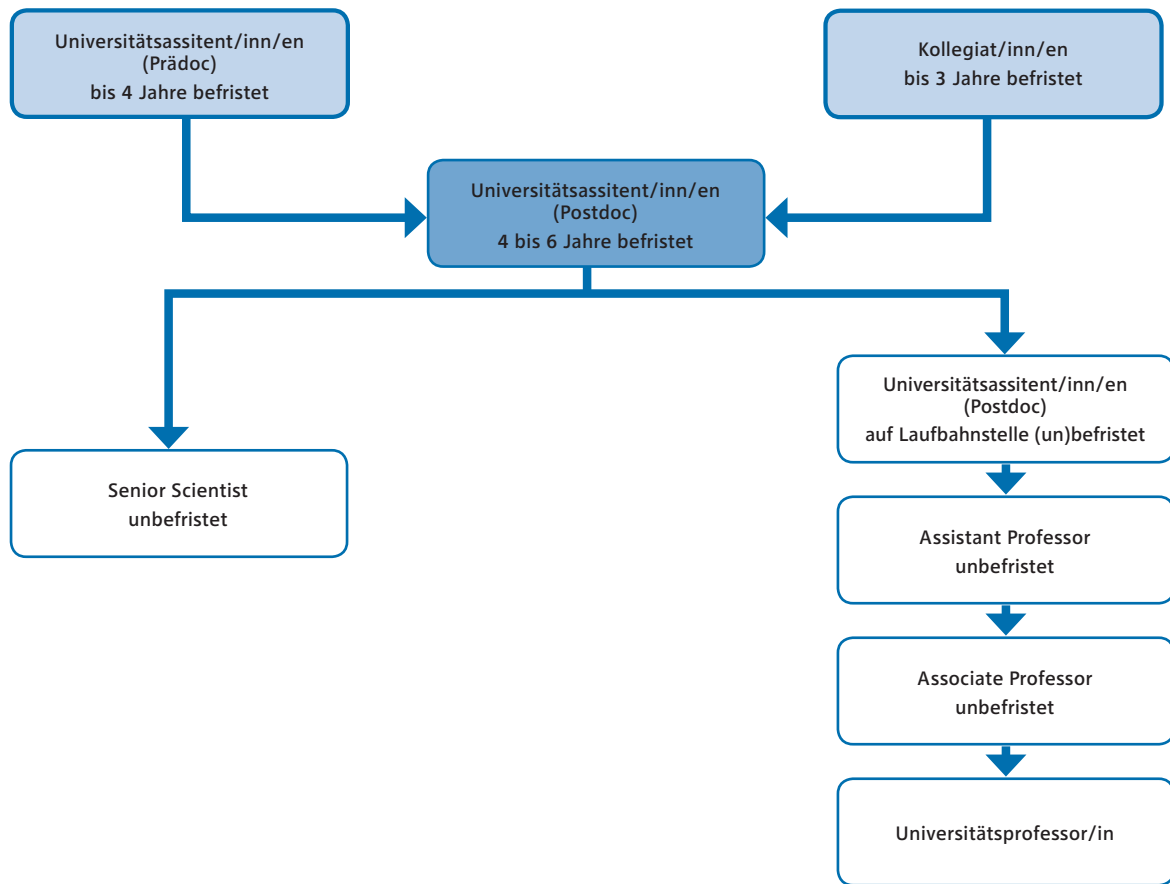 Universitätsassitent/inn/en
(Prädoc)
bis 4 Jahre befristet
Kollegiat/inn/en
bis 3 Jahre befristet
Universitätsassitent/inn/en
(Postdoc)
4 bis 6 Jahre befristet
Universitätsassitent/inn/en
(Postdoc)
auf Laufbahnstelle (un)befristet
Senior Scientist
unbefristet
Assistant Professor
unbefristet
Associate Professor
unbefristet
Universitätsprofessor/in